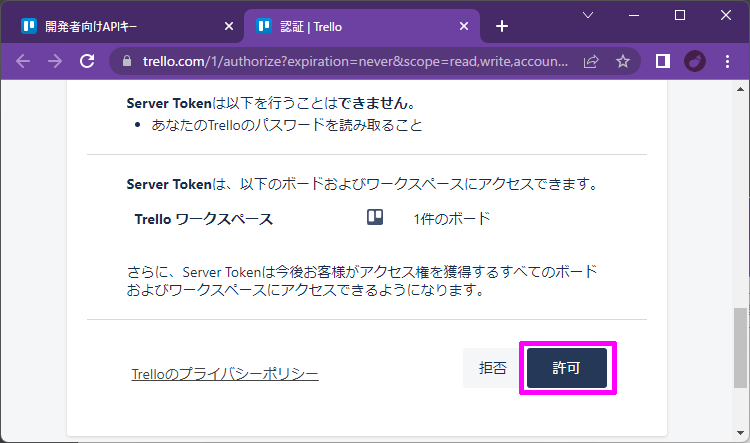 開発者向けAPIキー
認証 | Trello
trello.com/1/authorize?expiration=never&scope=read,write,accoun...
Server Tokenは以下を行うことはできません。
• あなたのTrelloのパスワードを読み取ること
Server Tokenは、以下のボードおよびワークスペースにアクセスできます。
Trello ワークスペース 1件のボード
さらに、Server Tokenは今後お客様がアクセス権を獲得するすべてのボード
およびワークスペースにアクセスできるようになります。
Trelloのプライバシーポリシー 拒否 許可